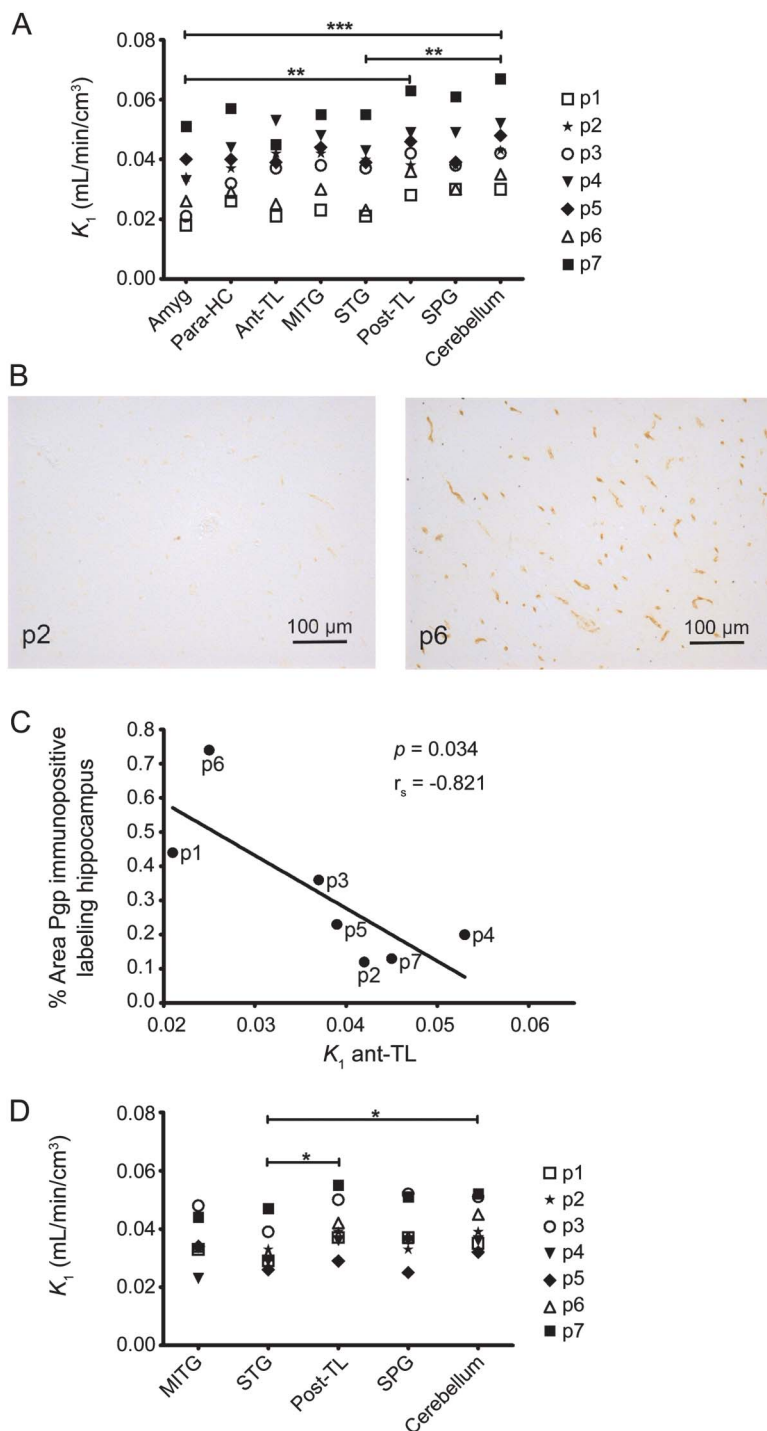 A
***
**
**
0.08
0.06
0.04
0.02
0.00
K1 (mL/min/cm³)
Amyg
Para-HC
Ant-TL
MITG
STG
Post-TL
SPG
Cerebellum
p1
p2
p3
p4
p5
p6
p7
B
p2
100 µm
p6
100 µm
C
0.8
0.7
0.6
0.5
0.4
0.3
0.2
0.1
0.0
% Area Pgp immunopositive
labeling hippocampus
p = 0.034
rs = -0.821
p6
p1
p3
p5
p2
p7
p4
0.02
0.03
0.04
0.05
0.06
K1 ant-TL
D
*
*
0.08
0.06
0.04
0.02
0.00
K1 (mL/min/cm³)
MITG
STG
Post-TL
SPG
Cerebellum
p1
p2
p3
p4
p5
p6
p7